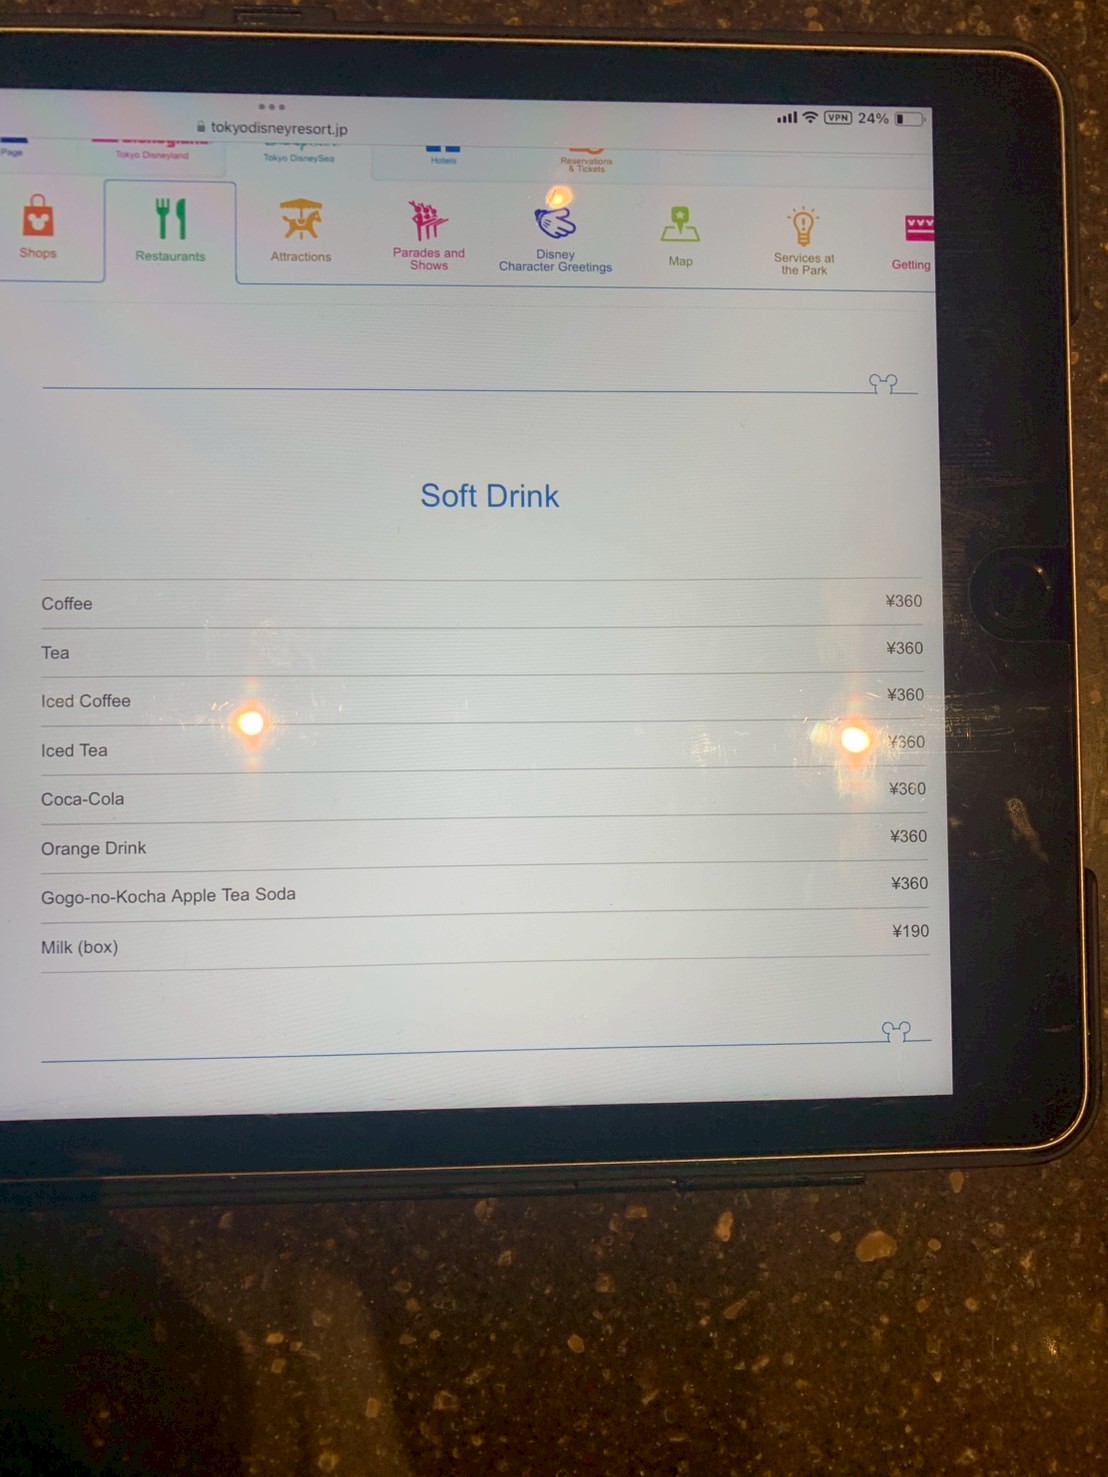 tokyodisneyresort.jp
VPN 24%
Page
Tokyo Disneyland
Tokyo DisneySea
Hotels
Reservations
& Tickets
Shops
Restaurants
Attractions
Parades and
Shows
Disney
Character Greetings
Map
Services at
the Park
Getting
Soft Drink
Coffee ¥360
Tea ¥360
Iced Coffee ¥360
Iced Tea ¥360
Coca-Cola ¥360
Orange Drink ¥360
Gogo-no-Kocha Apple Tea Soda ¥360
Milk (box) ¥190